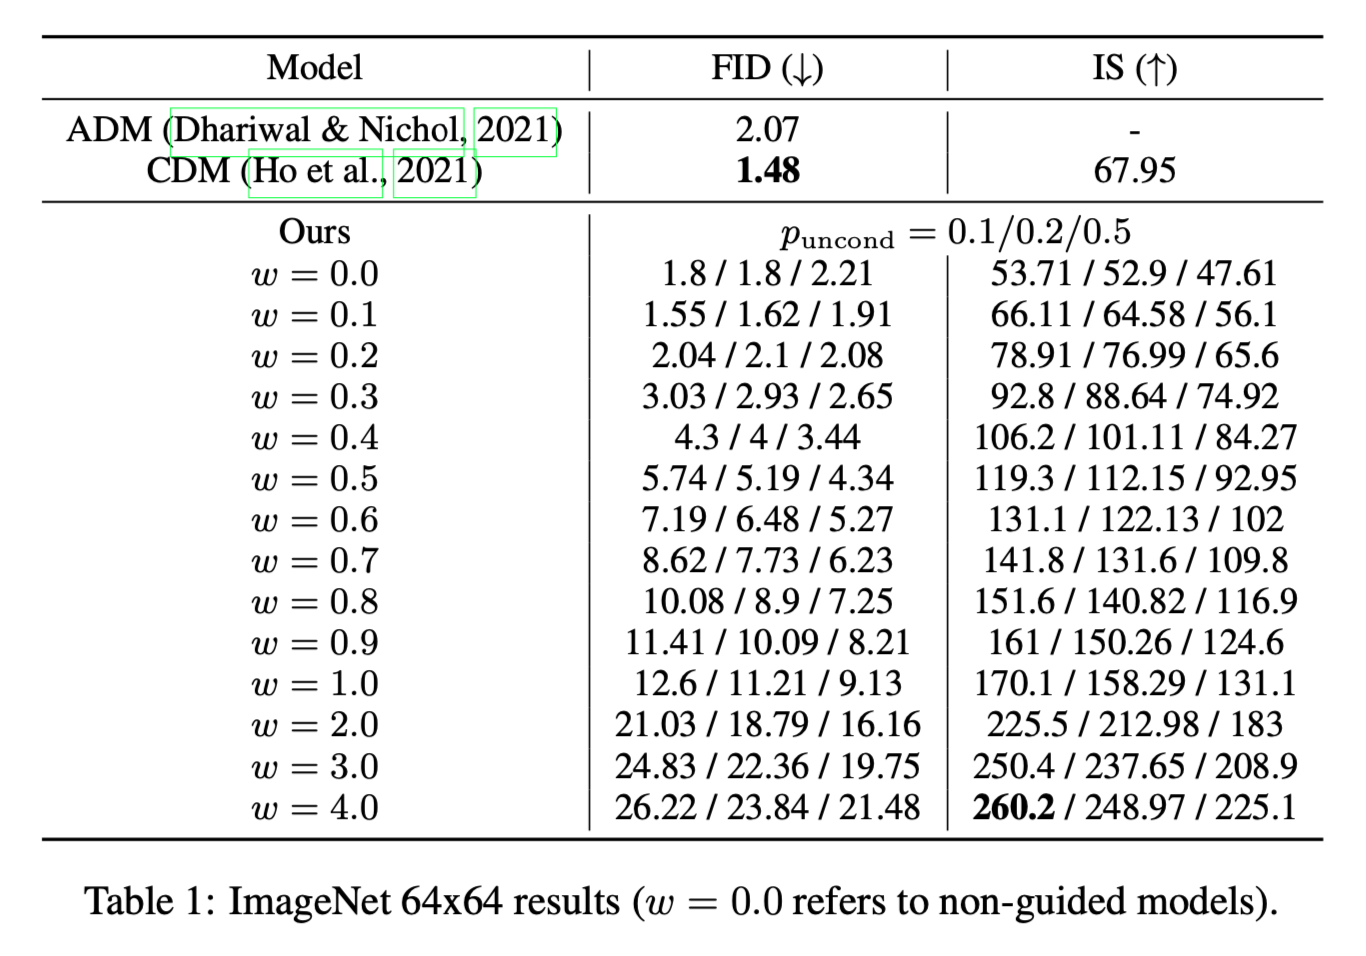 Model FID (↓) IS (↑)
ADM (Dhariwal & Nichol, 2021) 2.07 -
CDM (Ho et al., 2021) 1.48 67.95
Ours p_uncond = 0.1/0.2/0.5
w = 0.0 1.8 / 1.8 / 2.21 53.71 / 52.9 / 47.61
w = 0.1 1.55 / 1.62 / 1.91 66.11 / 64.58 / 56.1
w = 0.2 2.04 / 2.1 / 2.08 78.91 / 76.99 / 65.6
w = 0.3 3.03 / 2.93 / 2.65 92.8 / 88.64 / 74.92
w = 0.4 4.3 / 4 / 3.44 106.2 / 101.11 / 84.27
w = 0.5 5.74 / 5.19 / 4.34 119.3 / 112.15 / 92.95
w = 0.6 7.19 / 6.48 / 5.27 131.1 / 122.13 / 102
w = 0.7 8.62 / 7.73 / 6.23 141.8 / 131.6 / 109.8
w = 0.8 10.08 / 8.9 / 7.25 151.6 / 140.82 / 116.9
w = 0.9 11.41 / 10.09 / 8.21 161 / 150.26 / 124.6
w = 1.0 12.6 / 11.21 / 9.13 170.1 / 158.29 / 131.1
w = 2.0 21.03 / 18.79 / 16.16 225.5 / 212.98 / 183
w = 3.0 24.83 / 22.36 / 19.75 250.4 / 237.65 / 208.9
w = 4.0 26.22 / 23.84 / 21.48 260.2 / 248.97 / 225.1
Table 1: ImageNet 64x64 results (w = 0.0 refers to non-guided models).